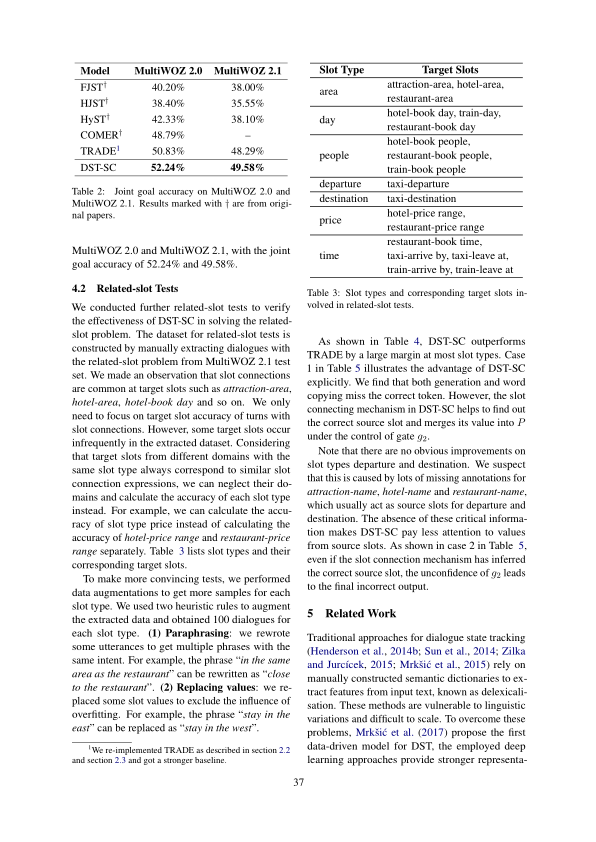 Model MultiWOZ 2.0 MultiWOZ 2.1
FJST† 40.20% 38.00%
HJST† 38.40% 35.55%
HyST† 42.33% 38.10%
COMER† 48.79% –
TRADE1 50.83% 48.29%
DST-SC 52.24% 49.58%
Table 2: Joint goal accuracy on MultiWOZ 2.0 and
MultiWOZ 2.1. Results marked with † are from origi-
nal papers.
MultiWOZ 2.0 and MultiWOZ 2.1, with the joint
goal accuracy of 52.24% and 49.58%.
4.2 Related-slot Tests
We conducted further related-slot tests to verify
the effectiveness of DST-SC in solving the related-
slot problem. The dataset for related-slot tests is
constructed by manually extracting dialogues with
the related-slot problem from MultiWOZ 2.1 test
set. We made an observation that slot connections
are common at target slots such as attraction-area,
hotel-area, hotel-book day and so on. We only
need to focus on target slot accuracy of turns with
slot connections. However, some target slots occur
infrequently in the extracted dataset. Considering
that target slots from different domains with the
same slot type always correspond to similar slot
connection expressions, we can neglect their do-
mains and calculate the accuracy of each slot type
instead. For example, we can calculate the accu-
racy of slot type price instead of calculating the
accuracy of hotel-price range and restaurant-price
range separately. Table 3 lists slot types and their
corresponding target slots.
To make more convincing tests, we performed
data augmentations to get more samples for each
slot type. We used two heuristic rules to augment
the extracted data and obtained 100 dialogues for
each slot type. (1) Paraphrasing: we rewrote
some utterances to get multiple phrases with the
same intent. For example, the phrase “in the same
area as the restaurant” can be rewritten as “close
to the restaurant”. (2) Replacing values: we re-
placed some slot values to exclude the influence of
overfitting. For example, the phrase “stay in the
east” can be replaced as “stay in the west”.
1We re-implemented TRADE as described in section 2.2
and section 2.3 and got a stronger baseline.
Slot Type Target Slots
area attraction-area, hotel-area,
restaurant-area
day hotel-book day, train-day,
restaurant-book day
people hotel-book people,
restaurant-book people,
train-book people
departure taxi-departure
destination taxi-destination
price hotel-price range,
restaurant-price range
time restaurant-book time,
taxi-arrive by, taxi-leave at,
train-arrive by, train-leave at
Table 3: Slot types and corresponding target slots in-
volved in related-slot tests.
As shown in Table 4, DST-SC outperforms
TRADE by a large margin at most slot types. Case
1 in Table 5 illustrates the advantage of DST-SC
explicitly. We find that both generation and word
copying miss the correct token. However, the slot
connecting mechanism in DST-SC helps to find out
the correct source slot and merges its value into P
under the control of gate g2.
Note that there are no obvious improvements on
slot types departure and destination. We suspect
that this is caused by lots of missing annotations for
attraction-name, hotel-name and restaurant-name,
which usually act as source slots for departure and
destination. The absence of these critical informa-
tion makes DST-SC pay less attention to values
from source slots. As shown in case 2 in Table 5,
even if the slot connection mechanism has inferred
the correct source slot, the unconfidence of g2 leads
to the final incorrect output.
5 Related Work
Traditional approaches for dialogue state tracking
(Henderson et al., 2014b; Sun et al., 2014; Zilka
and Jurcícek, 2015; Mrkšić et al., 2015) rely on
manually constructed semantic dictionaries to ex-
tract features from input text, known as delexicali-
sation. These methods are vulnerable to linguistic
variations and difficult to scale. To overcome these
problems, Mrkšić et al. (2017) propose the first
data-driven model for DST, the employed deep
learning approaches provide stronger representa-
37